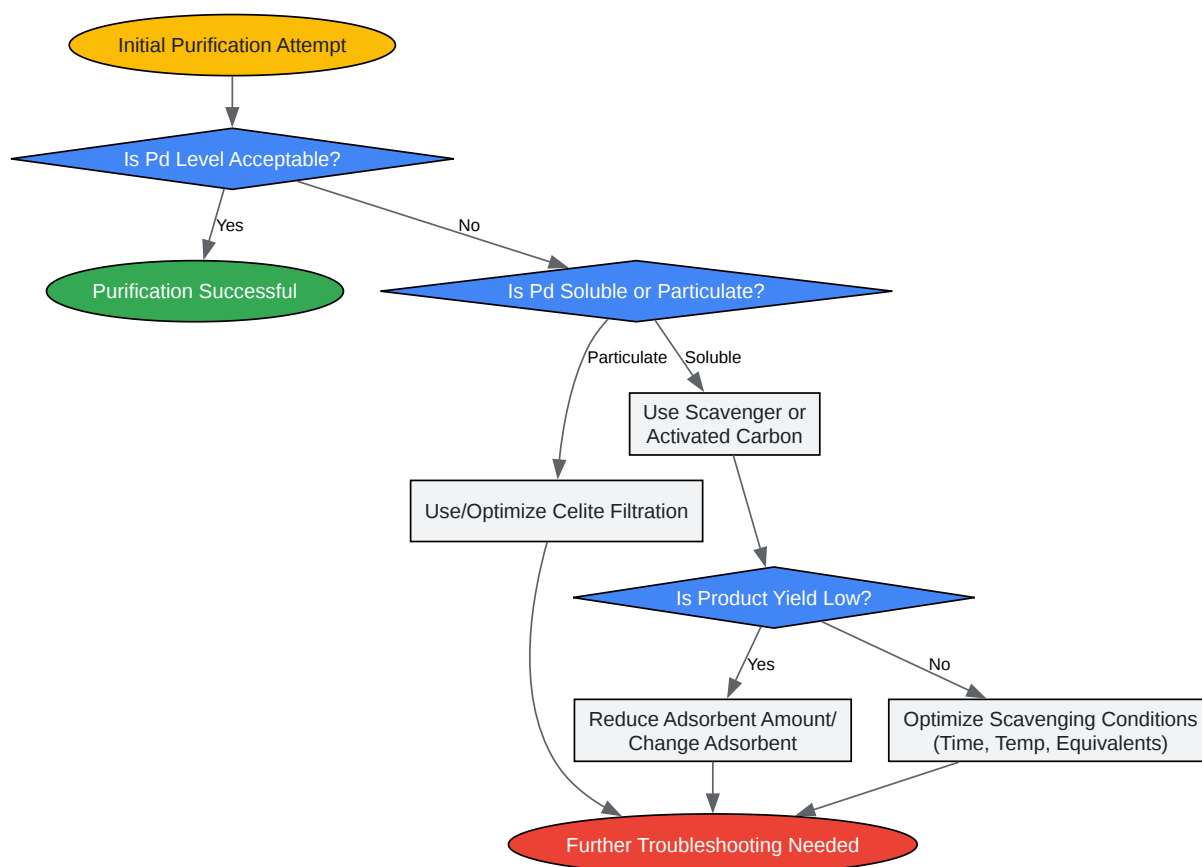 Initial Purification Attempt
Is Pd Level Acceptable?
Yes
No
Purification Successful
Is Pd Soluble or Particulate?
Particulate
Soluble
Use Scavenger or
Activated Carbon
Use/Optimize Celite Filtration
Is Product Yield Low?
Yes
No
Reduce Adsorbent Amount/
Change Adsorbent
Optimize Scavenging Conditions
(Time, Temp, Equivalents)
Further Troubleshooting Needed